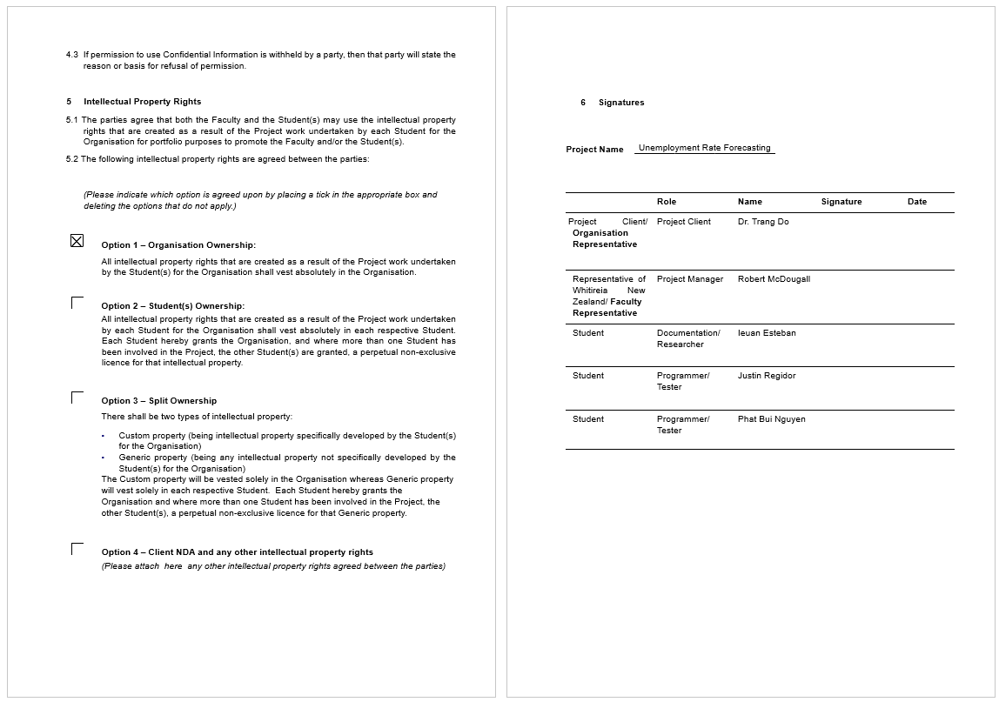 4.3 If permission to use Confidential Information is withheld by a party, then that party will state the
reason or basis for refusal of permission.
5 Intellectual Property Rights
5.1 The parties agree that both the Faculty and the Student(s) may use the intellectual property
rights that are created as a result of the Project work undertaken by each Student for the
Organisation for portfolio purposes to promote the Faculty and/or the Student(s).
5.2 The following intellectual property rights are agreed between the parties:
(Please indicate which option is agreed upon by placing a tick in the appropriate box and
deleting the options that do not apply.)
Option 1 – Organisation Ownership:
All intellectual property rights that are created as a result of the Project work undertaken
by the Student(s) for the Organisation shall vest absolutely in the Organisation.
Option 2 – Student(s) Ownership:
All intellectual property rights that are created as a result of the Project work undertaken
by each Student for the Organisation shall vest absolutely in each respective Student.
Each Student hereby grants the Organisation, and where more than one Student has
been involved in the Project, the other Student(s) are granted, a perpetual non-exclusive
licence for that intellectual property.
Option 3 – Split Ownership
There shall be two types of intellectual property:
• Custom property (being intellectual property specifically developed by the Student(s)
for the Organisation)
• Generic property (being any intellectual property not specifically developed by the
Student(s) for the Organisation)
The Custom property will be vested solely in the Organisation whereas Generic property
will vest solely in each respective Student. Each Student hereby grants the
Organisation and where more than one Student has been involved in the Project, the
other Student(s), a perpetual non-exclusive licence for that Generic property.
Option 4 – Client NDA and any other intellectual property rights
(Please attach here any other intellectual property rights agreed between the parties)
6 Signatures
Project Name Unemployment Rate Forecasting
Role Name Signature Date
Project Client/ Project Client Dr. Trang Do
Organisation
Representative
Representative of Project Manager Robert McDougall
Whitireia New
Zealand/ Faculty
Representative
Student Documentation/ Ieuan Esteban
Researcher
Student Programmer/ Justin Regidor
Tester
Student Programmer/ Phat Bui Nguyen
Tester